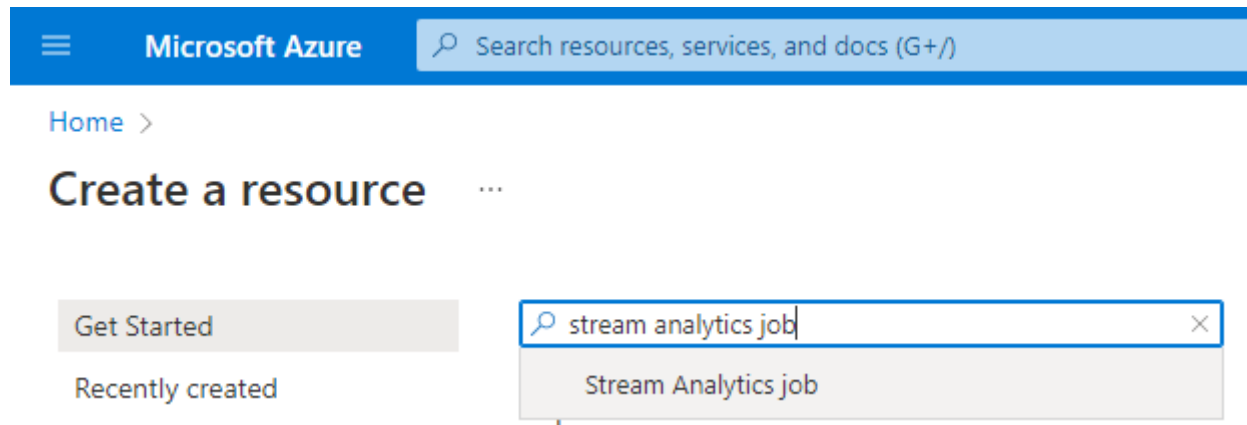 Microsoft Azure
Search resources, services, and docs (G+/)
Home >
Create a resource ...
Get Started
stream analytics job
Stream Analytics job
Recently created